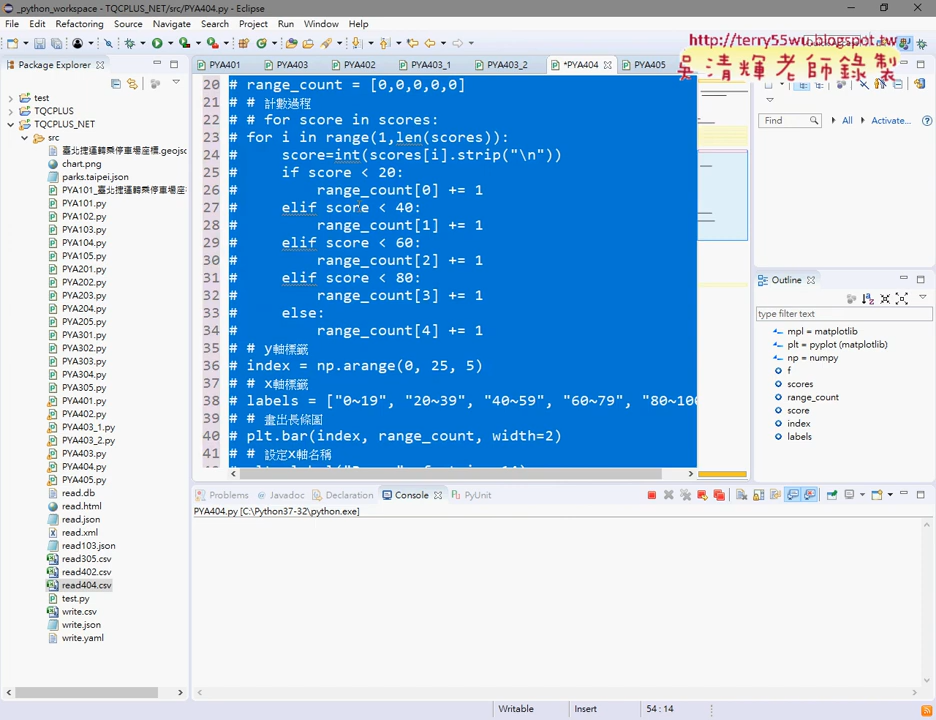 _python_workspace - TQCPLUS_NET/src/PYA404.py - Eclipse
File Edit Refactoring Source Navigate Search Project Run Window Help
http://terry55wu.blogspot.tw
吳清輝老師錄製
Package Explorer
PYA401 PYA403 PYA402 PYA403_1 PYA403_2 *PYA404 PYA405
test
TQCPLUS
TQCPLUS_NET
src
臺北捷運轉乘停車場座標.geojs
chart.png
parks.taipei.json
PYA101_臺北捷運轉乘停車場座
PYA101.py
PYA102.py
PYA103.py
PYA104.py
PYA105.py
PYA201.py
PYA202.py
PYA203.py
PYA204.py
PYA205.py
PYA301.py
PYA302.py
PYA303.py
PYA304.py
PYA305.py
PYA401.py
PYA402.py
PYA403_1.py
PYA403_2.py
PYA403.py
PYA404.py
PYA405.py
read.db
read.html
read.json
read.xml
read103.json
read305.csv
read402.csv
read404.csv
test.py
write.csv
write.json
write.yaml
20 # range_count = [0,0,0,0,0]
21 # # 計數過程
22 # # for score in scores:
23 # for i in range(1,len(scores)):
24 #     score=int(scores[i].strip("\n"))
25 #     if score < 20:
26 #         range_count[0] += 1
27 #     elif score < 40:
28 #         range_count[1] += 1
29 #     elif score < 60:
30 #         range_count[2] += 1
31 #     elif score < 80:
32 #         range_count[3] += 1
33 #     else:
34 #         range_count[4] += 1
35 # # y軸標籤
36 # index = np.arange(0, 25, 5)
37 # # x軸標籤
38 # labels = ["0~19", "20~39", "40~59", "60~79", "80~100
39 # # 畫出長條圖
40 # plt.bar(index, range_count, width=2)
41 # # 設定x軸名稱
Find All Activate...
Outline
type filter text
mpl = matplotlib
plt = pyplot (matplotlib)
np = numpy
f
scores
range_count
score
index
labels
Problems Javadoc Declaration Console PyUnit
PYA404.py [C:\Python37-32\python.exe]
Writable Insert 54 : 14